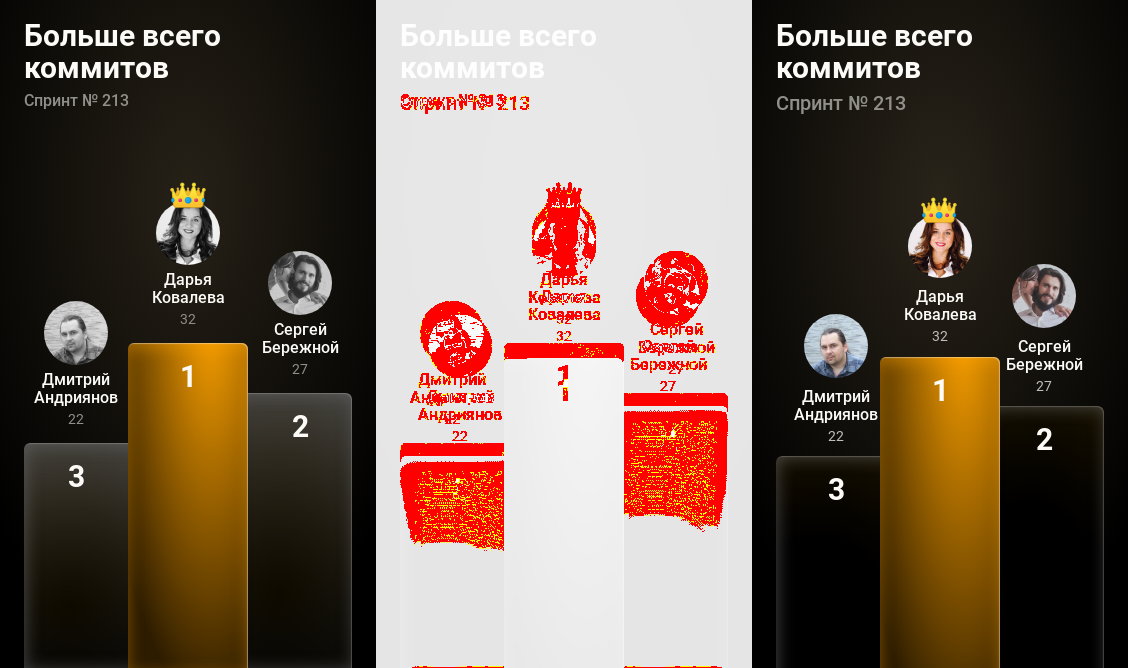 Больше всего
коммитов
Спринт № 213
Дарья
Ковалева
32
Сергей
Бережной
27
Дмитрий
Андриянов
22
1
2
3
Больше всего
коммитов
Спринт № 213
Дарья
Ковалева
32
Сергей
Бережной
27
Дмитрий
Андриянов
22
1
Больше всего
коммитов
Спринт № 213
Дарья
Ковалева
32
Сергей
Бережной
27
Дмитрий
Андриянов
22
1
2
3